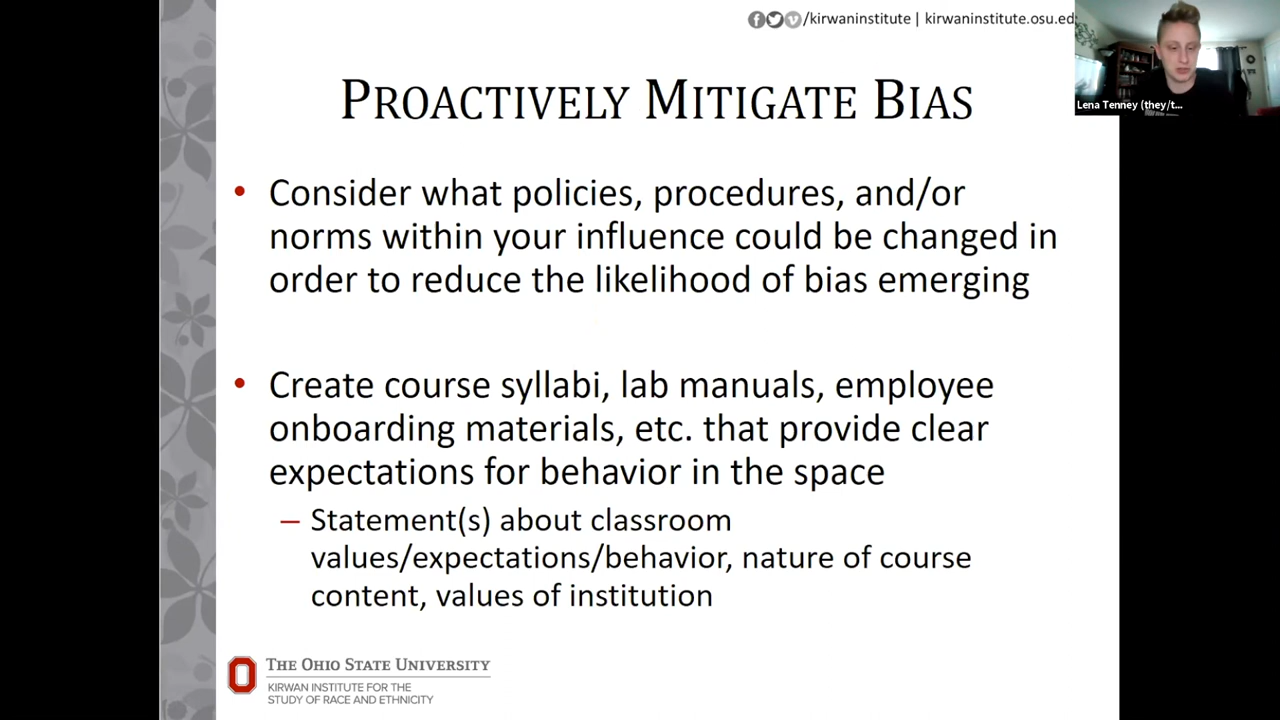 /kirwaninstitute | kirwaninstitute.osu.ed
Lena Tenney (they/t...
PROACTIVELY MITIGATE BIAS
• Consider what policies, procedures, and/or
norms within your influence could be changed in
order to reduce the likelihood of bias emerging
• Create course syllabi, lab manuals, employee
onboarding materials, etc. that provide clear
expectations for behavior in the space
– Statement(s) about classroom
values/expectations/behavior, nature of course
content, values of institution
THE OHIO STATE UNIVERSITY
KIRWAN INSTITUTE FOR THE
STUDY OF RACE AND ETHNICITY